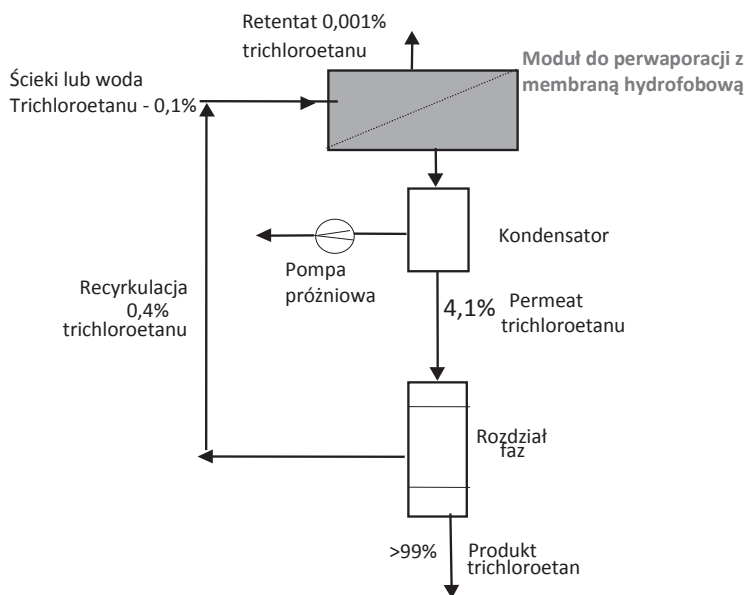 Retentat 0,001%
trichloroetanu
Moduł do perwaporacji z
membraną hydrofobową
Ścieki lub woda
Trichloroetanu - 0,1%
Kondensator
Pompa
próżniowa
Recyrkulacja
0,4%
trichloroetanu
4,1% Permeat
trichloroetanu
Rozdział
faz
>99% Produkt
trichloroetan